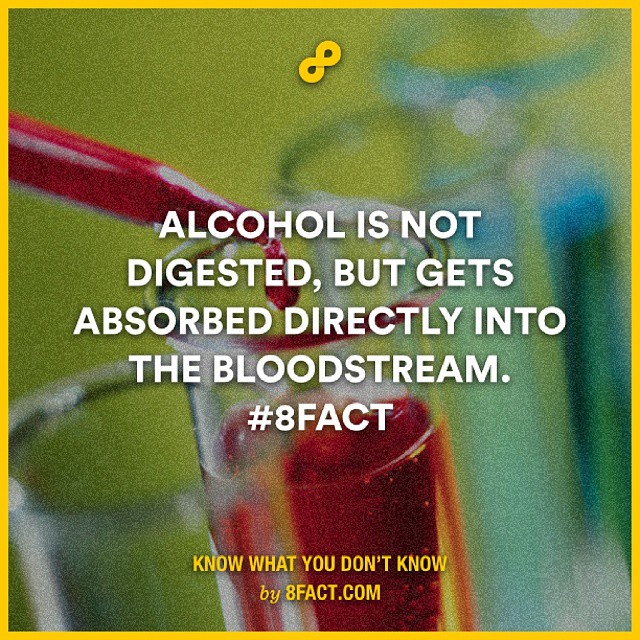 ALCOHOL IS NOT
DIGESTED, BUT GETS
ABSORBED DIRECTLY INTO
THE BLOODSTREAM.
#8FACT
KNOW WHAT YOU DON'T KNOW
by 8FACT.COM